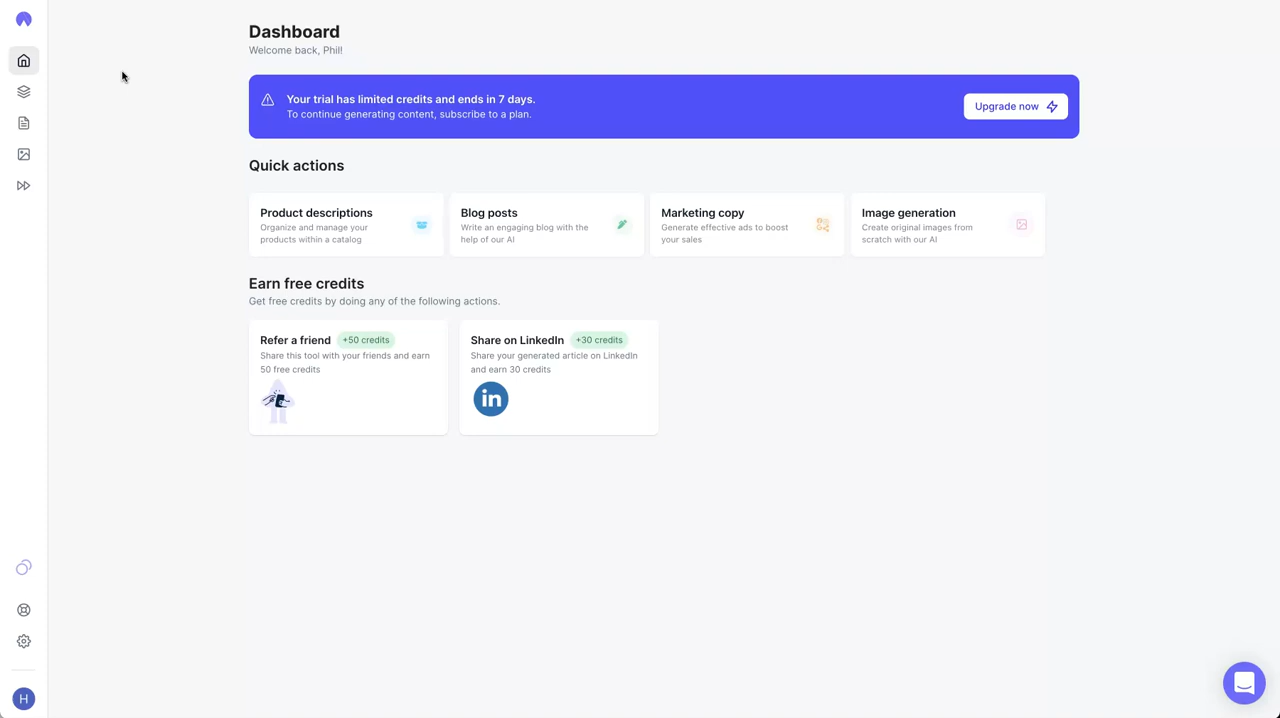 Dashboard
Welcome back, Phil!
Your trial has limited credits and ends in 7 days.
To continue generating content, subscribe to a plan.
Upgrade now
Quick actions
Product descriptions
Organize and manage your
products within a catalog
Blog posts
Write an engaging blog with the
help of our AI
Marketing copy
Generate effective ads to boost
your sales
Image generation
Create original images from
scratch with our AI
Earn free credits
Get free credits by doing any of the following actions.
Refer a friend +50 credits
Share this tool with your friends and earn
50 free credits
Share on LinkedIn +30 credits
Share your generated article on LinkedIn
and earn 30 credits
in
H